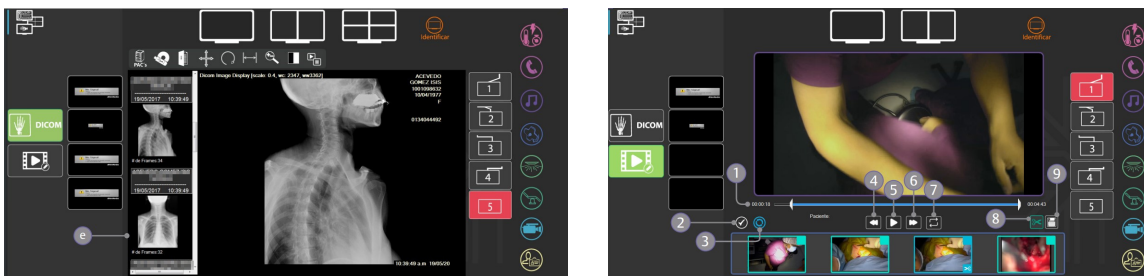 Identificar
PAC's
Dicom Image Display [scale: 0.4, wc: 2347, ww3362]
ACEVEDO
GOMEZ ISIS
1001098632
10/04/1977
F
0134044492
19/05/2017 10:39:49
# de Frames:34
19/05/2017 10:39:49
# de Frames:32
10:39:49 a.m 19/05/20
DICOM
e
1
2
3
4
5
Identificar
DICOM
1
2
3
4
5
1
00:00:18
00:04:43
4
5
6
7
8
9
2
3
Paciente